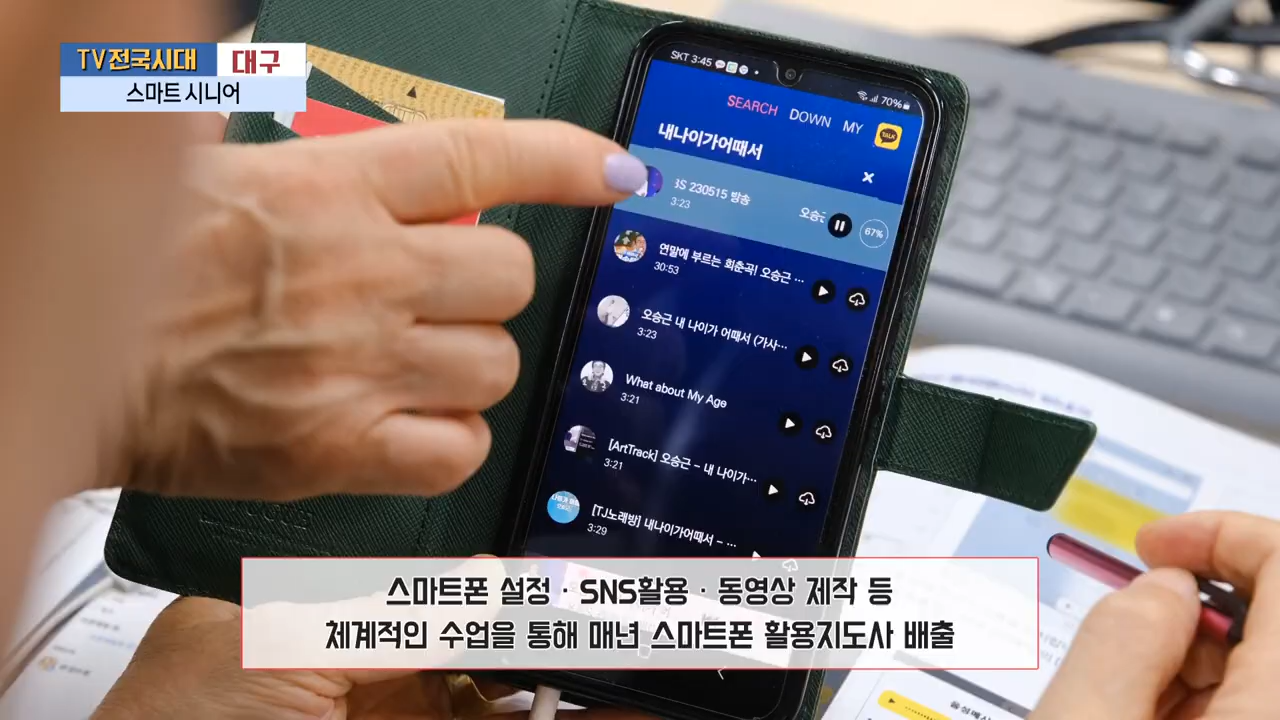 TV전국시대 대구
스마트 시니어
SKT 3:45
70%
SEARCH DOWN MY
TALK
내나이가어때서
BS 230515 방송
오승근
3:23
67%
연말에 부르는 회춘곡! 오승근 ...
30:53
오승근 내 나이가 어때서 (가사...
3:23
What about My Age
3:21
[ArtTrack] 오승근 - 내 나이가...
3:21
[TJ노래방] 내나이가어때서 - ...
3:29
스마트폰 설정 · SNS활용 · 동영상 제작 등
체계적인 수업을 통해 매년 스마트폰 활용지도사 배출